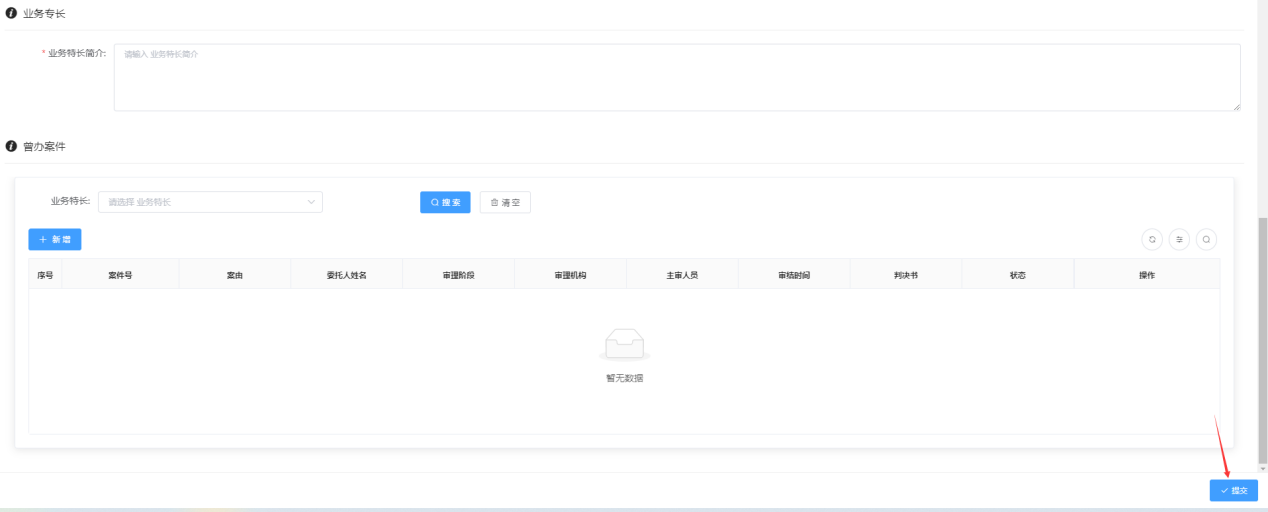 业务专长
* 业务特长简介:
请输入 业务特长简介
曾办案件
业务特长: 请选择 业务特长 搜 索 清 空
+ 新 增
序号 案件号 案由 委托人姓名 审理阶段 审理机构 主审人员 审结时间 判决书 状态 操作
暂无数据
提交